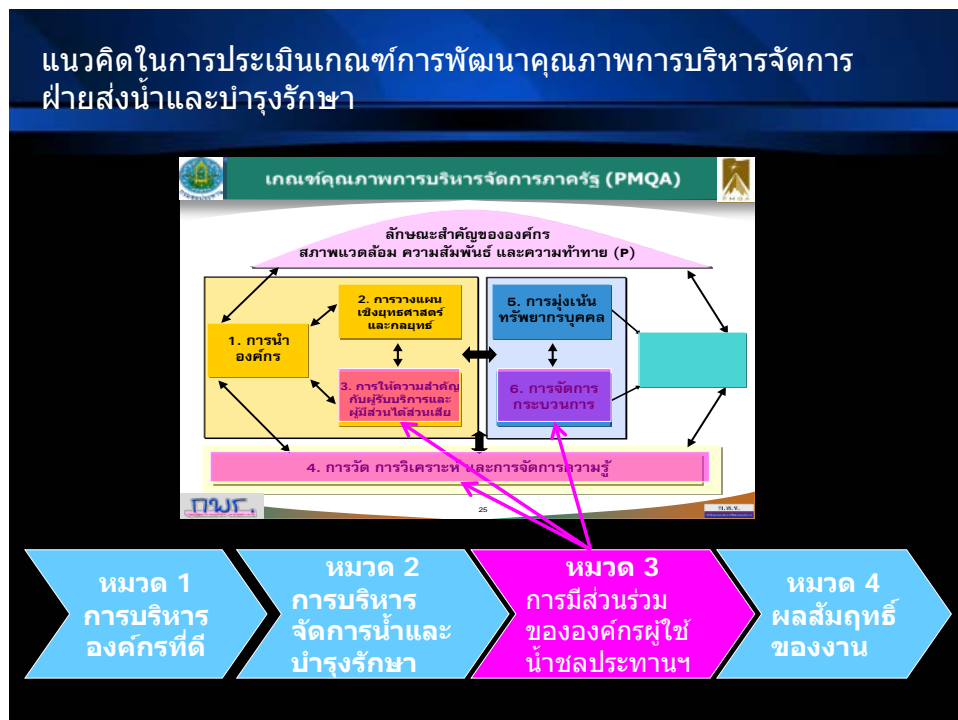 แนวคิดในการประเมินเกณฑ์การพัฒนาคุณภาพการบริหารจัดการ
ฝ่ายส่งน้ำและบำรุงรักษา
เกณฑ์คุณภาพการบริหารจัดการภาครัฐ (PMQA)
PMQA
ลักษณะสำคัญขององค์กร
สภาพแวดล้อม ความสัมพันธ์ และความท้าทาย (P)
2. การวางแผน
เชิงยุทธศาสตร์
และกลยุทธ์
5. การมุ่งเน้น
ทรัพยากรบุคคล
1. การนำ
องค์กร
3. การให้ความสำคัญ
กับผู้รับบริการและ
ผู้มีส่วนได้ส่วนเสีย
6. การจัดการ
กระบวนการ
4. การวัด การวิเคราะห์ และการจัดการความรู้
กพร.
25
ก.พ.ร.
หมวด 1
การบริหาร
องค์กรที่ดี
หมวด 2
การบริหาร
จัดการน้ำและ
บำรุงรักษา
หมวด 3
การมีส่วนร่วม
ขององค์กรผู้ใช้
น้ำชลประทานฯ
หมวด 4
ผลสัมฤทธิ์
ของงาน